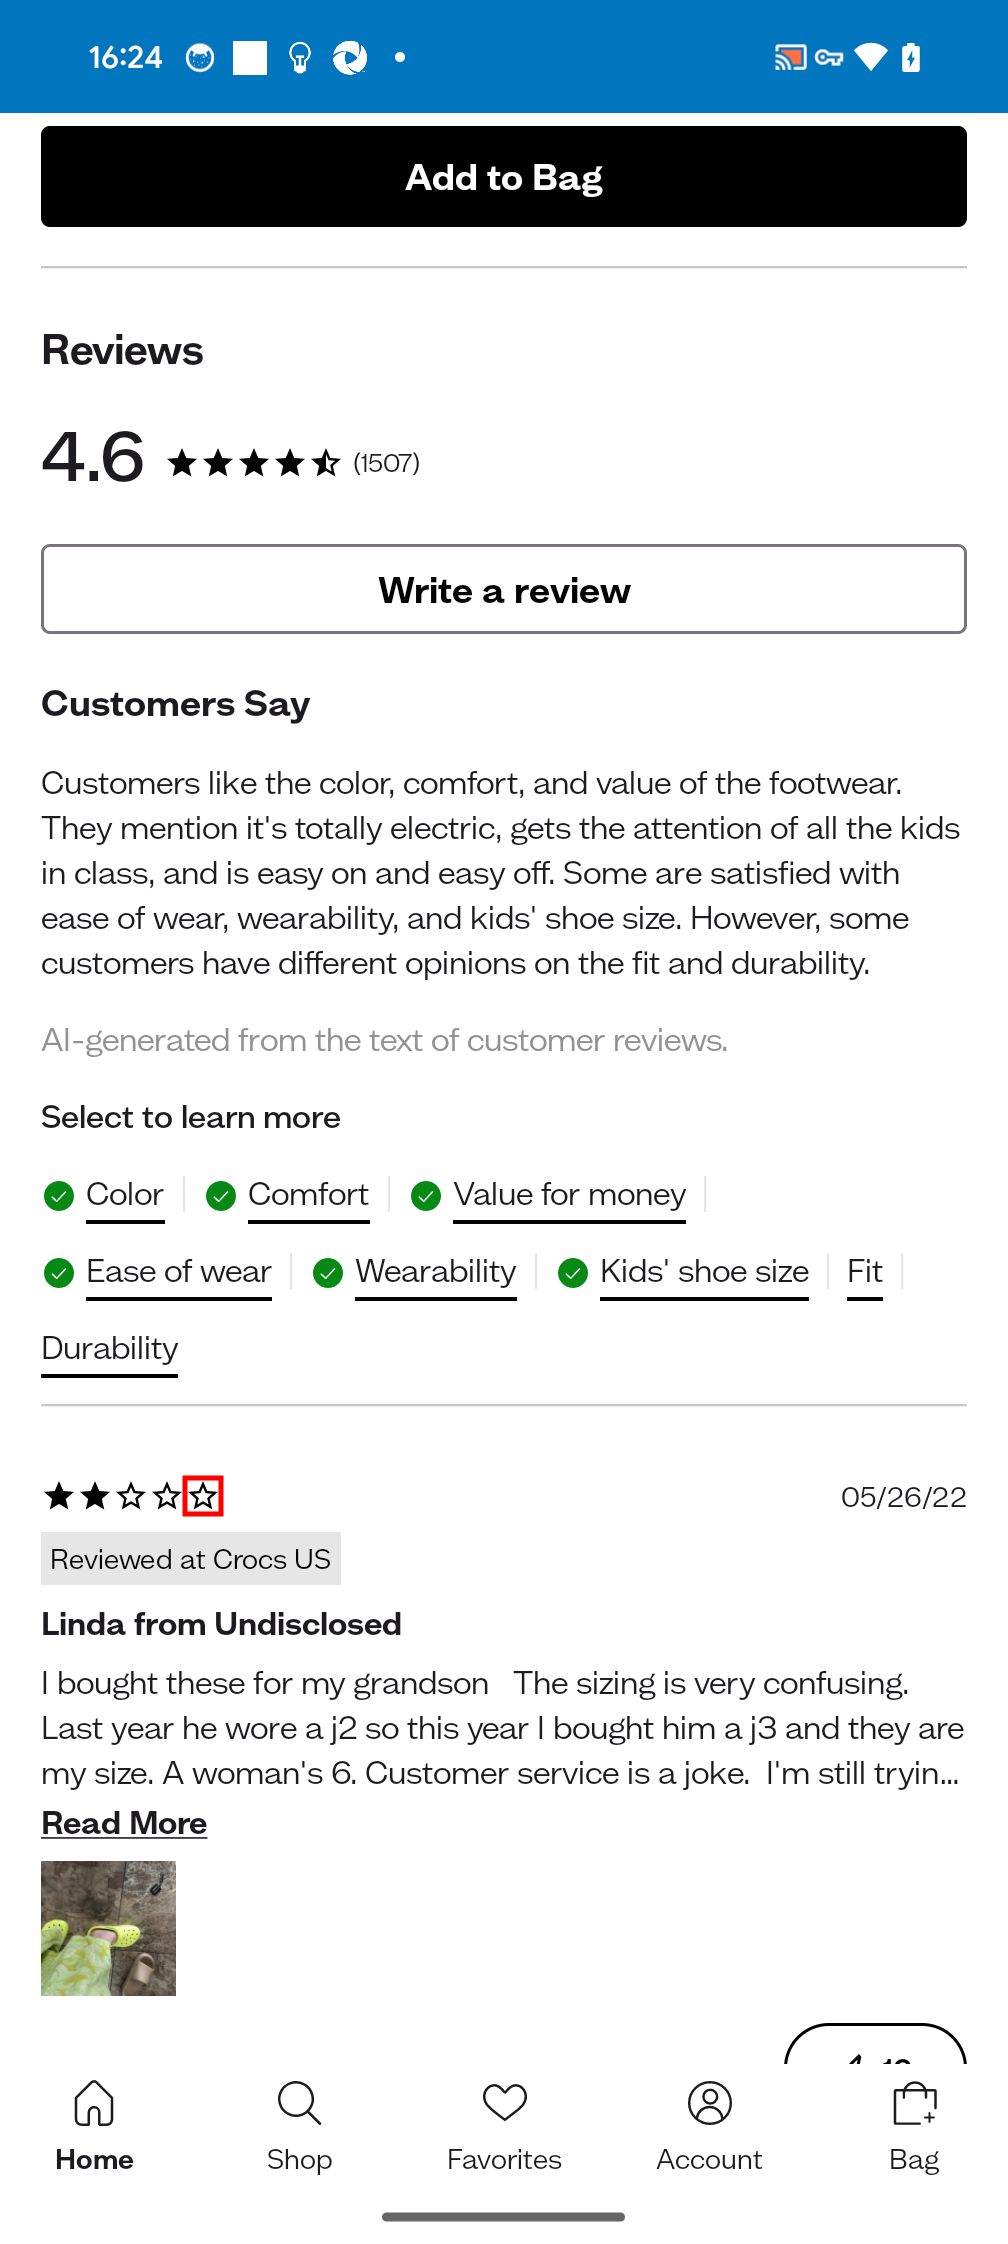 16:24
Add to Bag
Reviews
4.6 (1507)
Write a review
Customers Say
Customers like the color, comfort, and value of the footwear.
They mention it's totally electric, gets the attention of all the kids
in class, and is easy on and easy off. Some are satisfied with
ease of wear, wearability, and kids' shoe size. However, some
customers have different opinions on the fit and durability.
AI-generated from the text of customer reviews.
Select to learn more
Color Comfort Value for money
Ease of wear Wearability Kids' shoe size Fit
Durability
05/26/22
Reviewed at Crocs US
Linda from Undisclosed
I bought these for my grandson   The sizing is very confusing.
Last year he wore a j2 so this year I bought him a j3 and they are
my size. A woman's 6. Customer service is a joke.  I'm still tryin...
Read More
Home Shop Favorites Account Bag